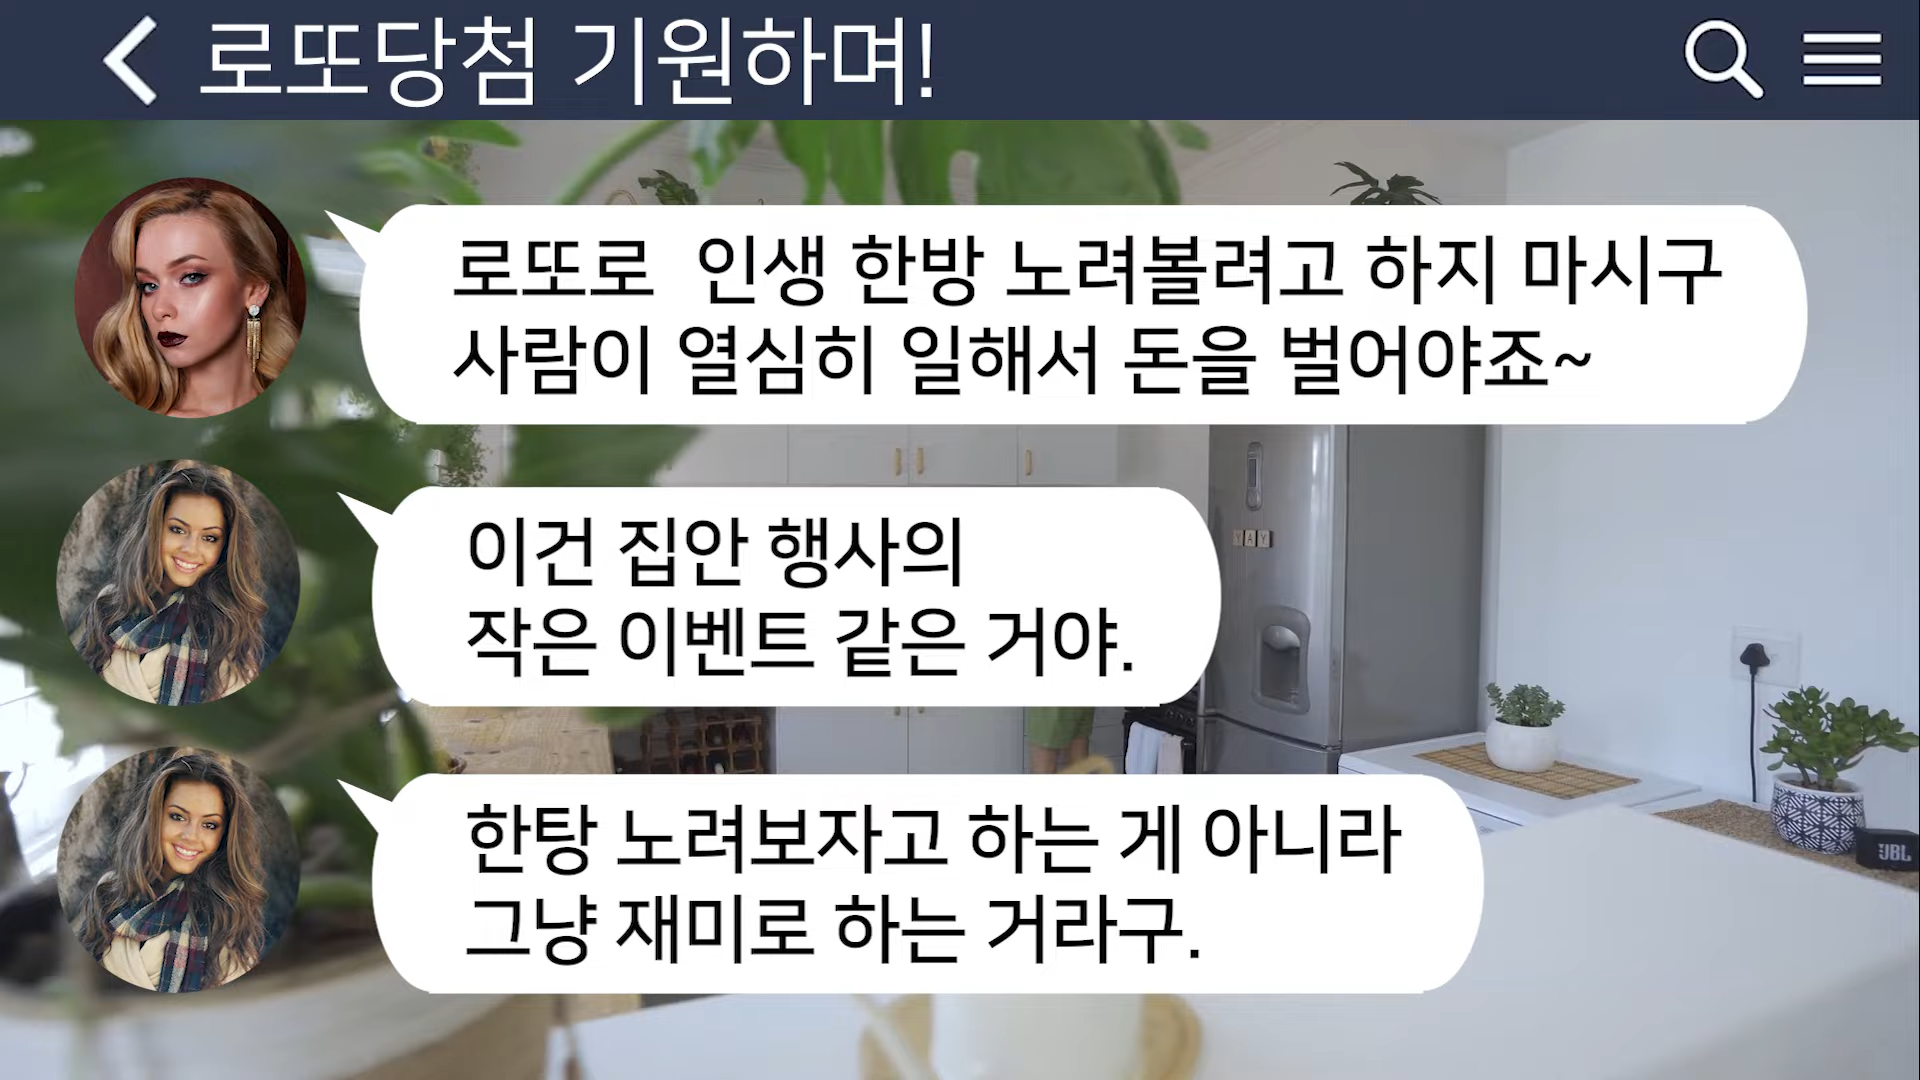 로또당첨 기원하며!
로또로 인생 한방 노려볼려고 하지 마시구
사람이 열심히 일해서 돈을 벌어야죠~
이건 집안 행사의
작은 이벤트 같은 거야.
YAY
한탕 노려보자고 하는 게 아니라
그냥 재미로 하는 거라구.
JBL